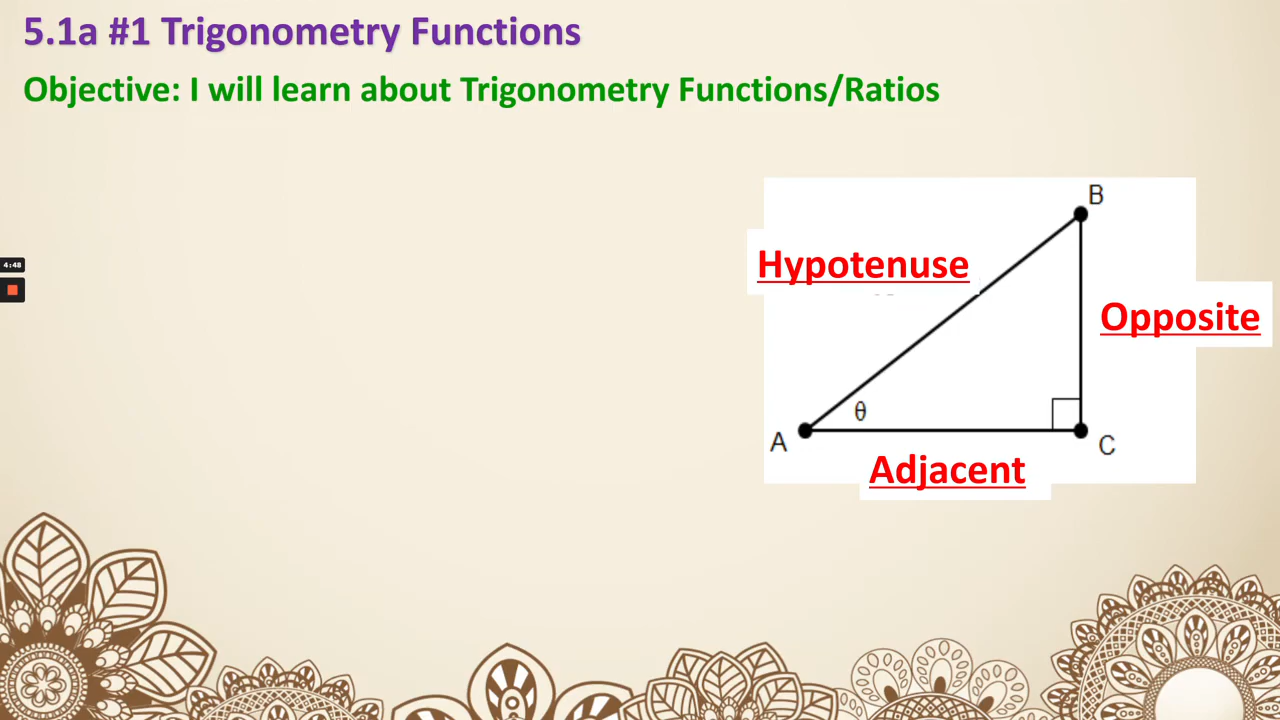 5.1a #1 Trigonometry Functions
Objective: I will learn about Trigonometry Functions/Ratios
B
Hypotenuse
4:48
Opposite
θ
A
C
Adjacent